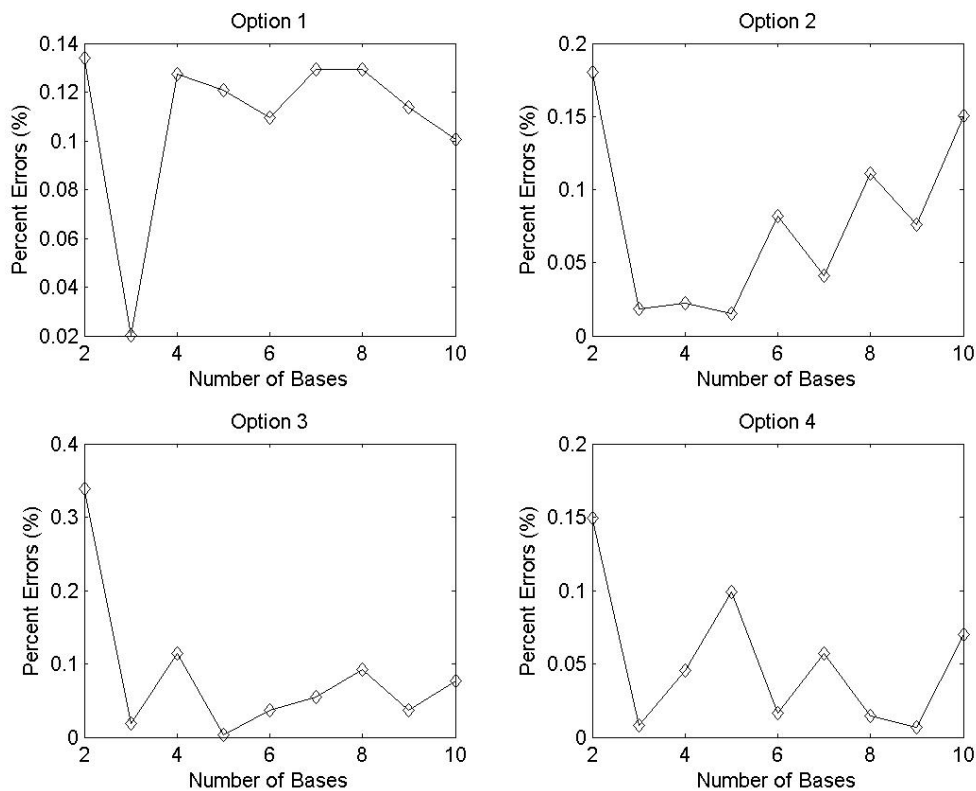 Option 1
0.14
0.12
0.1
0.08
0.06
0.04
0.02
Percent Errors (%)
2 4 6 8 10
Number of Bases
Option 2
0.2
0.15
0.1
0.05
0
Percent Errors (%)
2 4 6 8 10
Number of Bases
Option 3
0.4
0.3
0.2
0.1
0
Percent Errors (%)
2 4 6 8 10
Number of Bases
Option 4
0.2
0.15
0.1
0.05
0
Percent Errors (%)
2 4 6 8 10
Number of Bases